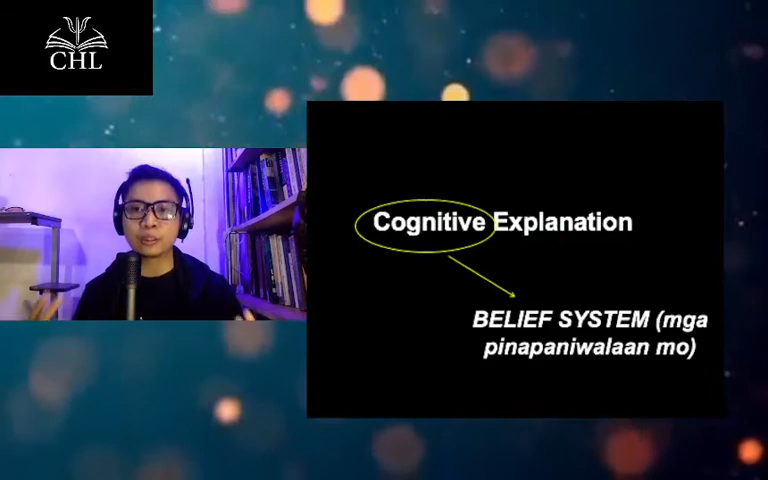 CHL
Cognitive Explanation
BELIEF SYSTEM (mga
pinapaniwalaan mo)